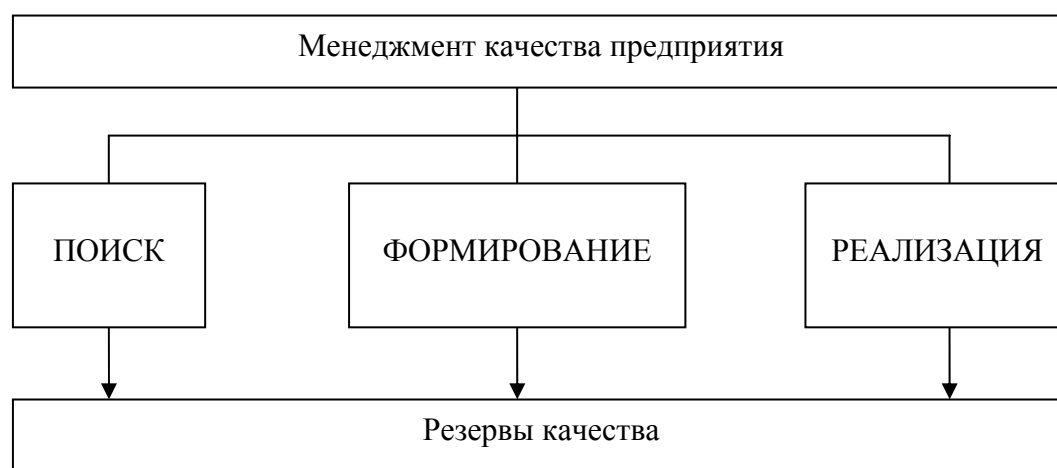 Менеджмент качества предприятия
ПОИСК
ФОРМИРОВАНИЕ
РЕАЛИЗАЦИЯ
Резервы качества